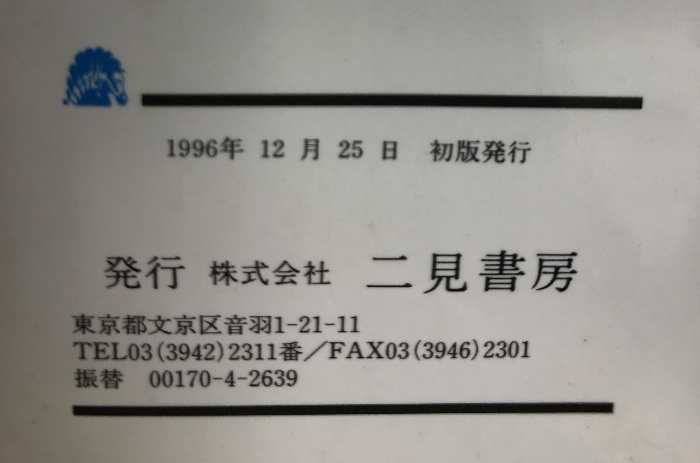 1996年 12 月 25 日 初版発行
発行 株式会社 二見書房
東京都文京区音羽1-21-11
TEL03(3942)2311番／FAX03(3946)2301
振替 00170-4-2639